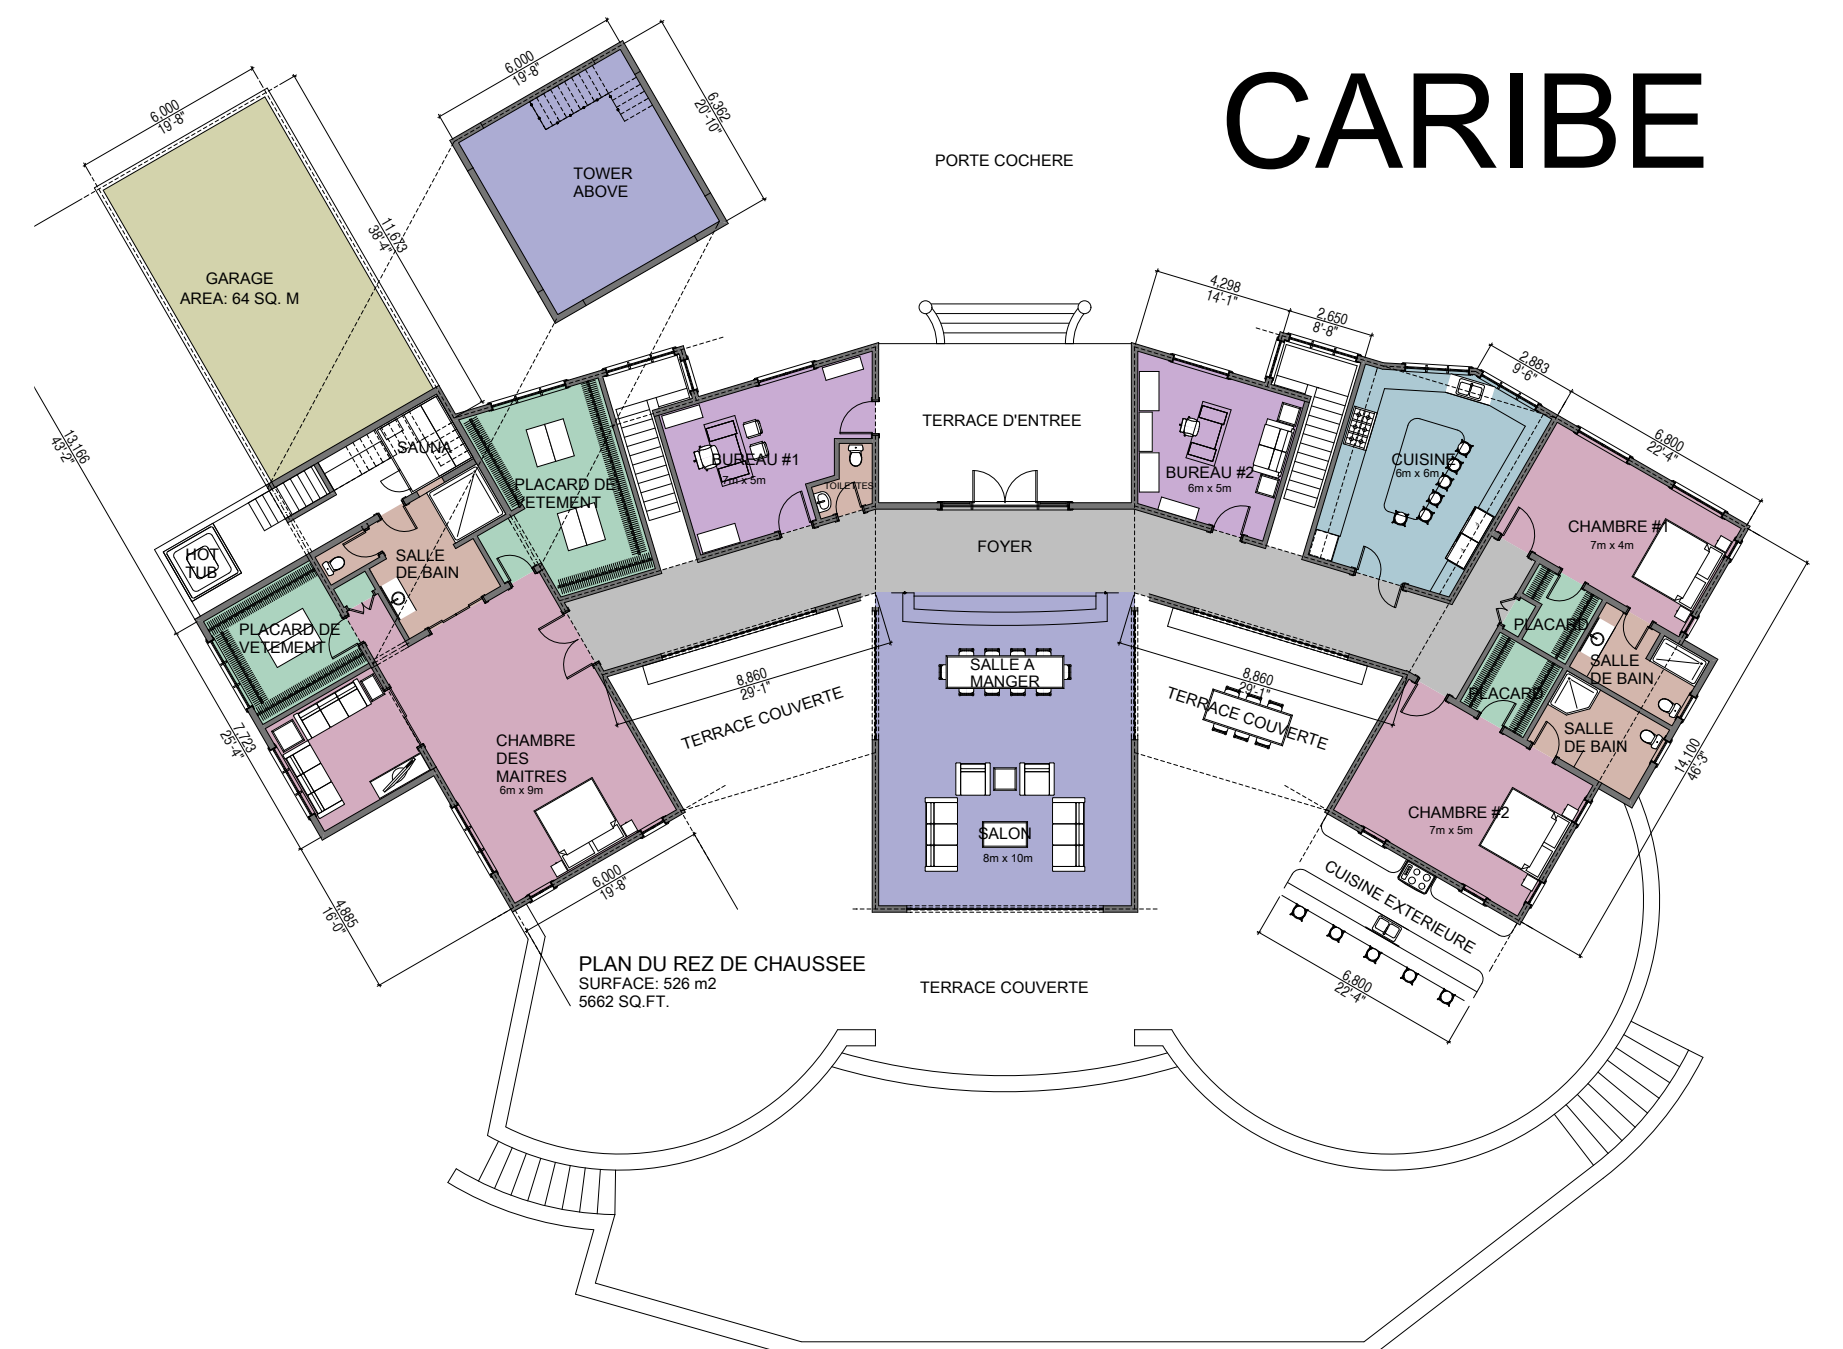 CARIBE
6,000
19'-8"
6,362
20'-10"
6,000
19'-8"
11,673
38'-4"
TOWER
ABOVE
PORTE COCHERE
GARAGE
AREA: 64 SQ. M
4,298
14'-1"
2,650
8'-8"
2,883
9'-6"
6,800
22'-4"
13,166
43'-2"
SAUNA
PLACARD DE
VETEMENT
BUREAU #1
7m x 5m
TOILETTES
TERRACE D'ENTREE
BUREAU #2
6m x 5m
CUISINE
6m x 6m
CHAMBRE #1
7m x 4m
HOT
TUB
SALLE
DE BAIN
FOYER
PLACARD DE
VETEMENT
PLACARD
SALLE
DE BAIN
PLACARD
SALLE
DE BAIN
8,860
29'-1"
TERRACE COUVERTE
SALLE A
MANGER
8,860
29'-1"
TERRACE COUVERTE
7,723
25'-4"
CHAMBRE
DES
MAITRES
6m x 9m
14,100
46'-3"
SALON
8m x 10m
CHAMBRE #2
7m x 5m
6,000
19'-8"
4,885
16'-0"
CUISINE EXTERIEURE
6,800
22'-4"
PLAN DU REZ DE CHAUSSEE
SURFACE: 526 m2
5662 SQ.FT.
TERRACE COUVERTE